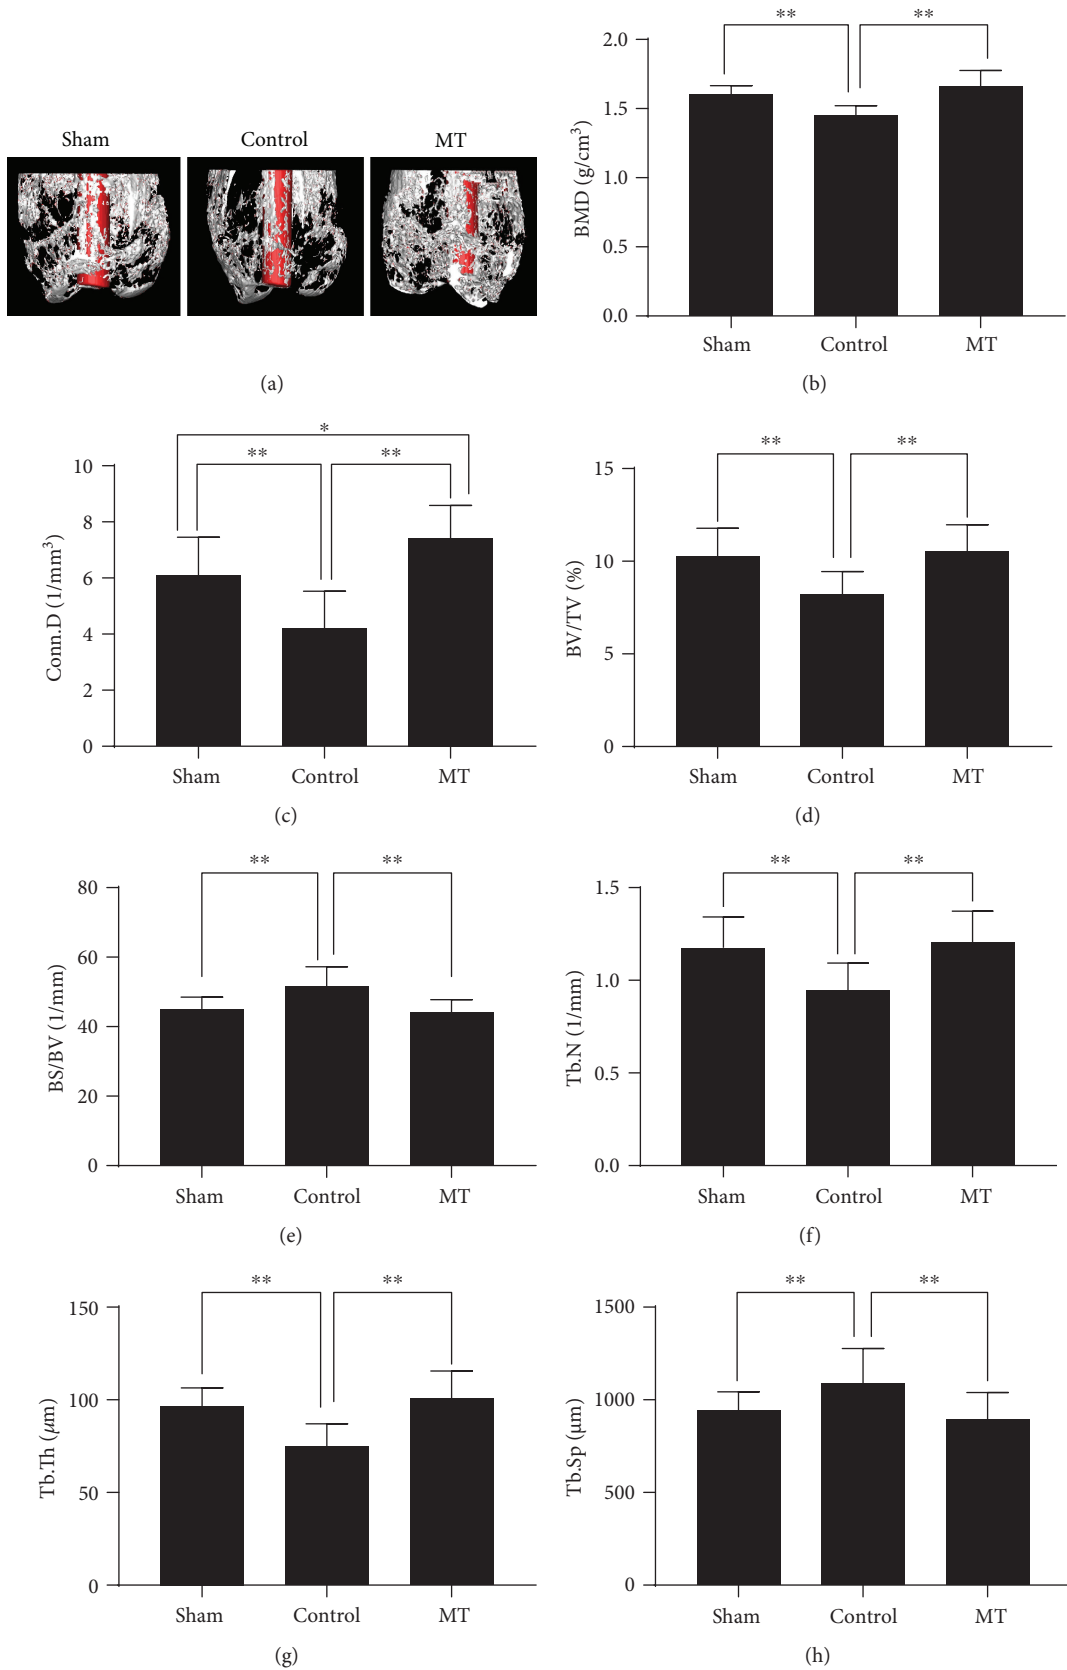 Sham Control MT
(a)
** **
2.0
1.5
1.0
0.5
0.0
BMD (g/cm³)
Sham Control MT
(b)
*
** **
10
8
6
4
2
0
Conn.D (1/mm³)
Sham Control MT
(c)
** **
15
10
5
0
BV/TV (%)
Sham Control MT
(d)
** **
80
60
40
20
0
BS/BV (1/mm)
Sham Control MT
(e)
** **
1.5
1.0
0.5
0.0
Tb.N (1/mm)
Sham Control MT
(f)
** **
150
100
50
0
Tb.Th (μm)
Sham Control MT
(g)
** **
1500
1000
500
0
Tb.Sp (μm)
Sham Control MT
(h)